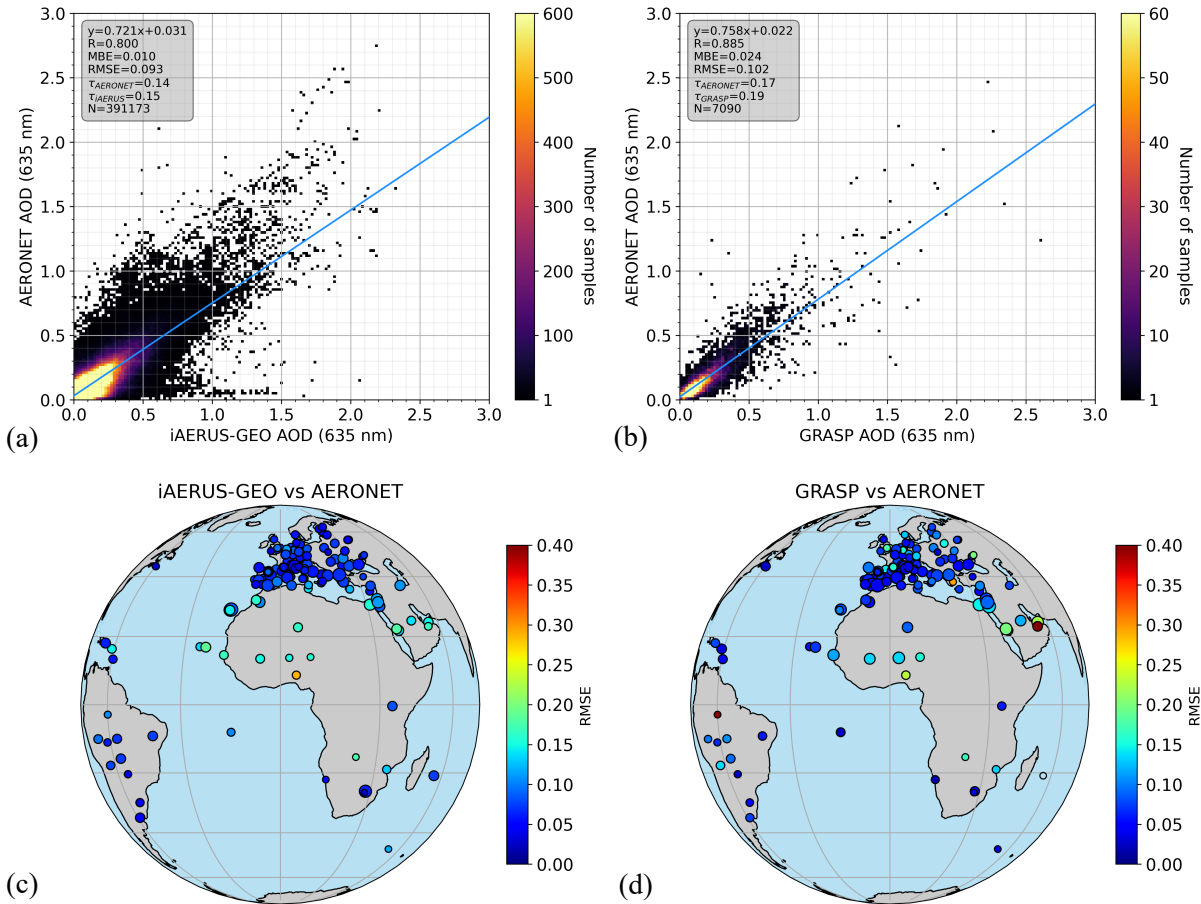 y=0.721x+0.031
R=0.800
MBE=0.010
RMSE=0.093
τAERONET=0.14
τiAERUS=0.15
N=391173
3.0
2.5
2.0
1.5
1.0
0.5
0.0
AERONET AOD (635 nm)
0.0 0.5 1.0 1.5 2.0 2.5 3.0
iAERUS-GEO AOD (635 nm)
600
500
400
300
200
100
1
Number of samples
(a)
y=0.758x+0.022
R=0.885
MBE=0.024
RMSE=0.102
τAERONET=0.17
τGRASP=0.19
N=7090
3.0
2.5
2.0
1.5
1.0
0.5
0.0
AERONET AOD (635 nm)
0.0 0.5 1.0 1.5 2.0 2.5 3.0
GRASP AOD (635 nm)
60
50
40
30
20
10
1
Number of samples
(b)
iAERUS-GEO vs AERONET
0.40
0.35
0.30
0.25
0.20
0.15
0.10
0.05
0.00
RMSE
(c)
GRASP vs AERONET
0.40
0.35
0.30
0.25
0.20
0.15
0.10
0.05
0.00
RMSE
(d)